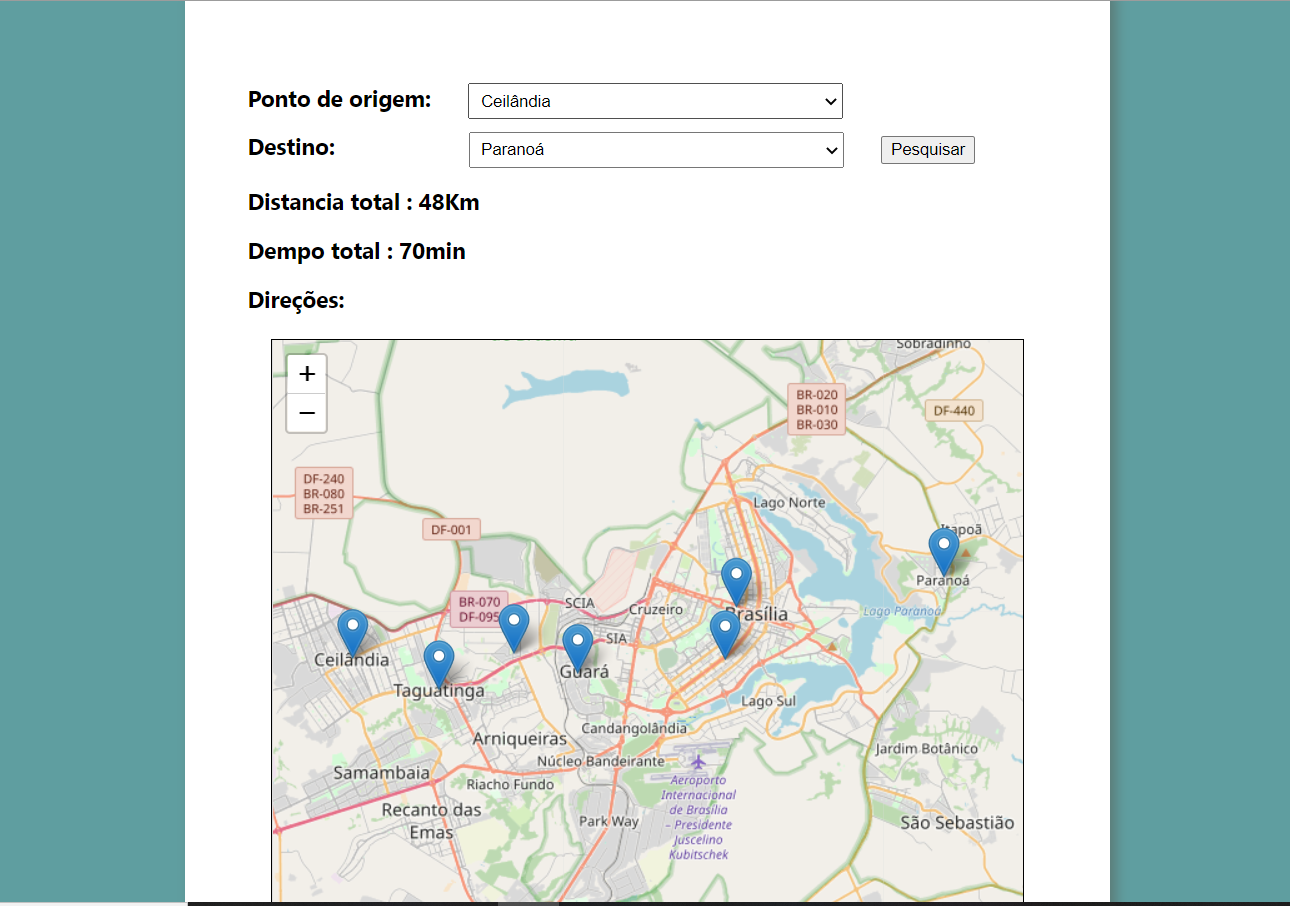 Ponto de origem: Ceilândia
Destino: Paranoá Pesquisar
Distancia total : 48Km
Dempo total : 70min
Direções:
+
−
Sobradinho
BR-020
BR-010
BR-030
DF-440
DF-240
BR-080
BR-251
DF-001
Lago Norte
Itapoã
Paranoá
BR-070
DF-095
SCIA
Cruzeiro
Brasília
Lago Paranoá
SIA
Ceilândia
Guará
Taguatinga
Lago Sul
Candangolândia
Arniqueiras
Jardim Botânico
Núcleo Bandeirante
Samambaia
Riacho Fundo
Aeroporto
Internacional
de Brasília
– Presidente
Juscelino
Kubitschek
Recanto das
Emas
Park Way
São Sebastião